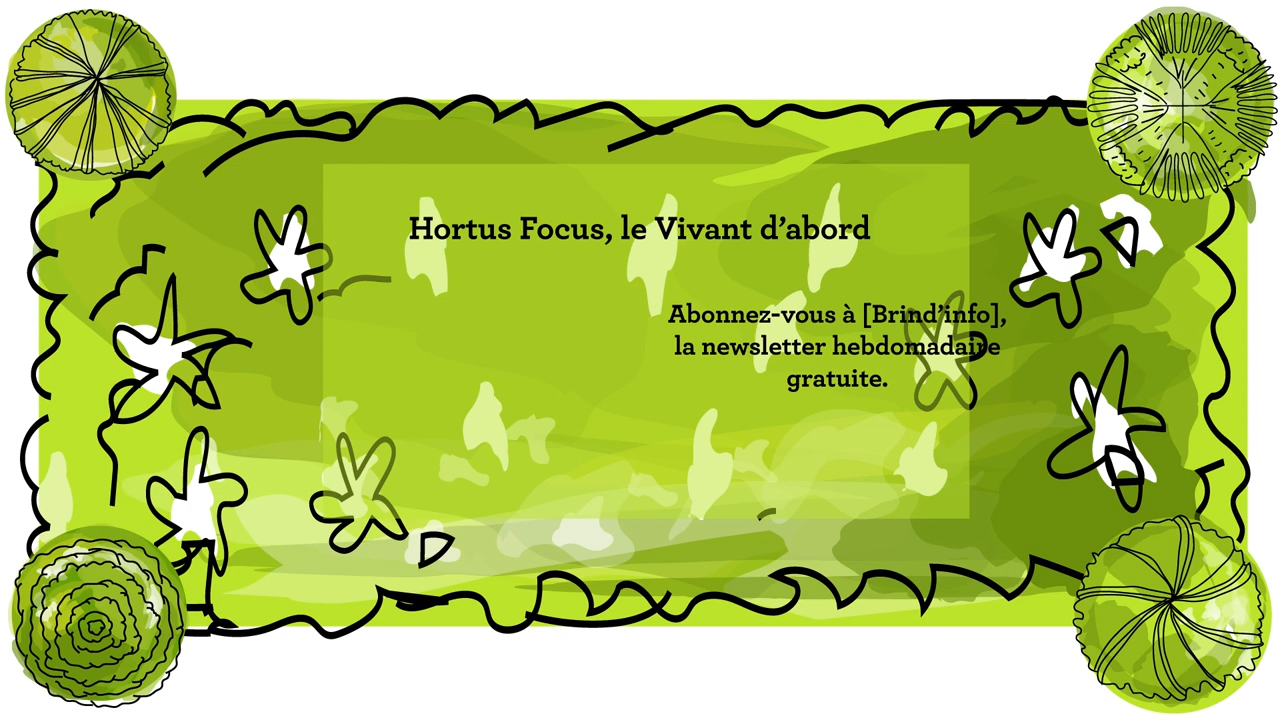 Hortus Focus, le Vivant d’abord
Abonnez-vous à [Brind’info],
la newsletter hebdomadaire
gratuite.